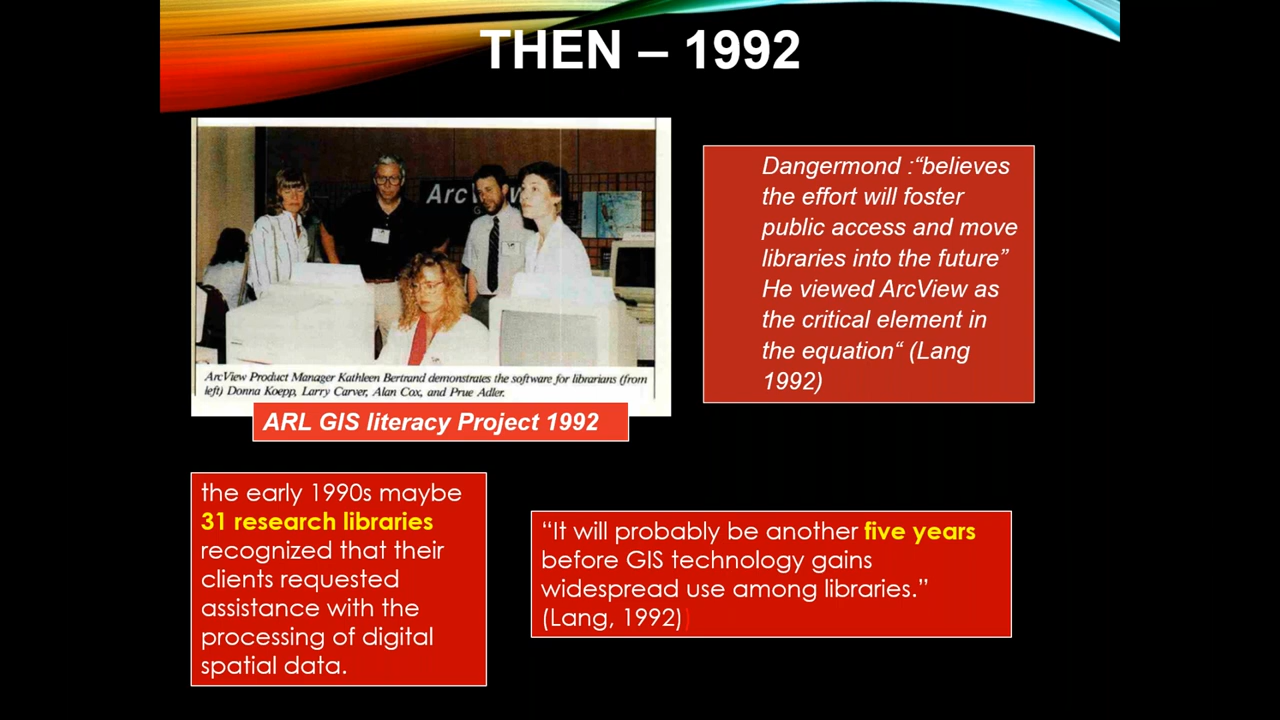 THEN – 1992
ArcView
ArcView Product Manager Kathleen Bertrand demonstrates the software for librarians (from
left) Donna Koepp, Larry Carver, Alan Cox, and Prue Adler.
ARL GIS literacy Project 1992
Dangermond :“believes
the effort will foster
public access and move
libraries into the future”
He viewed ArcView as
the critical element in
the equation“ (Lang
1992)
the early 1990s maybe
31 research libraries
recognized that their
clients requested
assistance with the
processing of digital
spatial data.
“It will probably be another five years
before GIS technology gains
widespread use among libraries.”
(Lang, 1992))